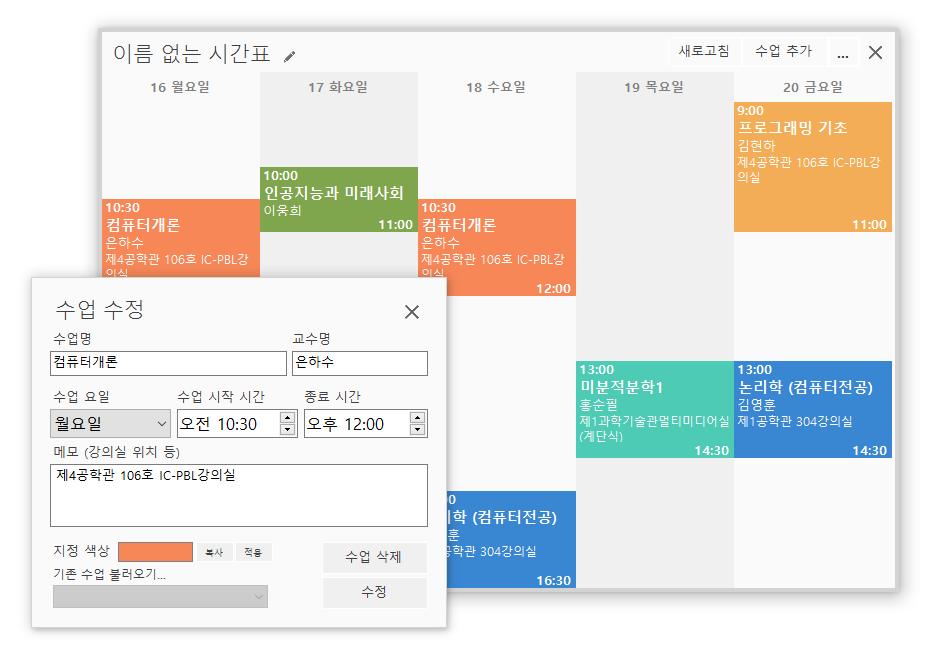 이름 없는 시간표
새로고침
수업 추가
...
16 월요일
17 화요일
18 수요일
19 목요일
20 금요일
10:30
컴퓨터개론
은하수
제4공학관 106호 IC-PBL강
의실
10:00
인공지능과 미래사회
이웅희
11:00
10:30
컴퓨터개론
은하수
제4공학관 106호 IC-PBL강
의실
12:00
학 (컴퓨터전공)
훈
공학관 304강의실
16:30
13:00
미분적분학1
홍순필
제1과학기술관멀티미디어실
(계단식)
14:30
9:00
프로그래밍 기초
김현하
제4공학관 106호 IC-PBL강
의실
11:00
13:00
논리학 (컴퓨터전공)
김영훈
제1공학관 304강의실
14:30
수업 수정
수업명
교수명
컴퓨터개론
은하수
수업 요일
수업 시작 시간
종료 시간
월요일
오전 10:30
오후 12:00
메모 (강의실 위치 등)
제4공학관 106호 IC-PBL강의실
지정 색상
복사
적용
수업 삭제
기존 수업 불러오기...
수정